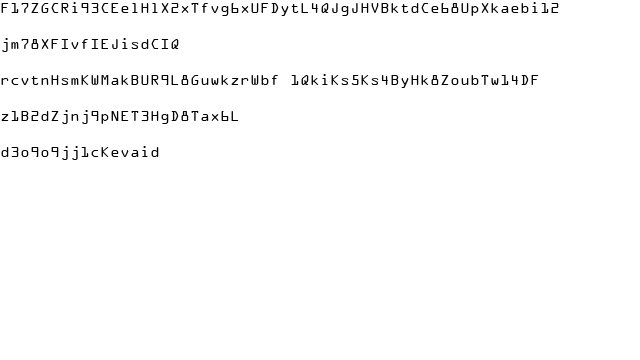 F17ZGCRi93CEe1H1X2xTfvg6xUFDytL4QJgJHVBktdCe68UpXkaebi12
jm78XFIvfIEJisdCIQ
rcvtnHsmKWMakBUR9L8GuwkzrWbf 1QkiKs5Ks4ByHk8ZoubTw14DF
z1B2dZjnj9pNET3HgD8Tax6L
d3o9o9jj1cKevaid